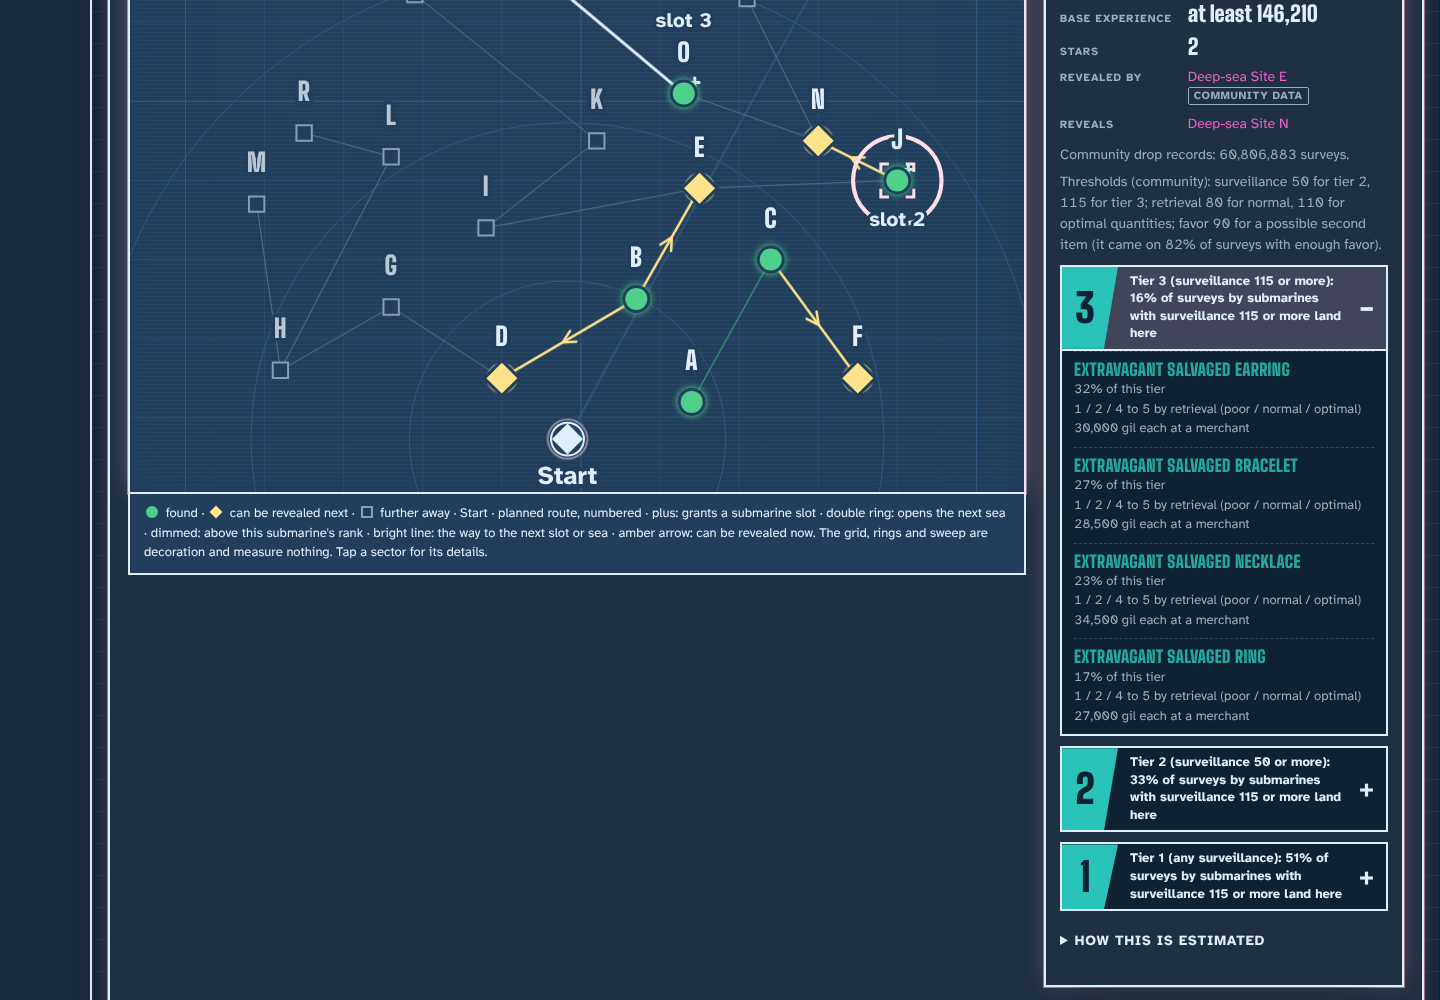 slot 3
O
R
L
K
N
M
E
J
I
slot 2
C
B
G
H
D
F
A
Start
found · can be revealed next · further away · Start · planned route, numbered · plus: grants a submarine slot · double ring: opens the next sea
· dimmed: above this submarine's rank · bright line: the way to the next slot or sea · amber arrow: can be revealed now. The grid, rings and sweep are
decoration and measure nothing. Tap a sector for its details.
BASE EXPERIENCE at least 146,210
STARS 2
REVEALED BY Deep-sea Site E
COMMUNITY DATA
REVEALS Deep-sea Site N
Community drop records: 60,806,883 surveys.
Thresholds (community): surveillance 50 for tier 2,
115 for tier 3; retrieval 80 for normal, 110 for
optimal quantities; favor 90 for a possible second
item (it came on 82% of surveys with enough favor).
3
Tier 3 (surveillance 115 or more):
16% of surveys by submarines
with surveillance 115 or more land
here
−
EXTRAVAGANT SALVAGED EARRING
32% of this tier
1 / 2 / 4 to 5 by retrieval (poor / normal / optimal)
30,000 gil each at a merchant
EXTRAVAGANT SALVAGED BRACELET
27% of this tier
1 / 2 / 4 to 5 by retrieval (poor / normal / optimal)
28,500 gil each at a merchant
EXTRAVAGANT SALVAGED NECKLACE
23% of this tier
1 / 2 / 4 to 5 by retrieval (poor / normal / optimal)
34,500 gil each at a merchant
EXTRAVAGANT SALVAGED RING
17% of this tier
1 / 2 / 4 to 5 by retrieval (poor / normal / optimal)
27,000 gil each at a merchant
2
Tier 2 (surveillance 50 or more):
33% of surveys by submarines
with surveillance 115 or more land
here
+
1
Tier 1 (any surveillance): 51% of
surveys by submarines with
surveillance 115 or more land here
+
HOW THIS IS ESTIMATED